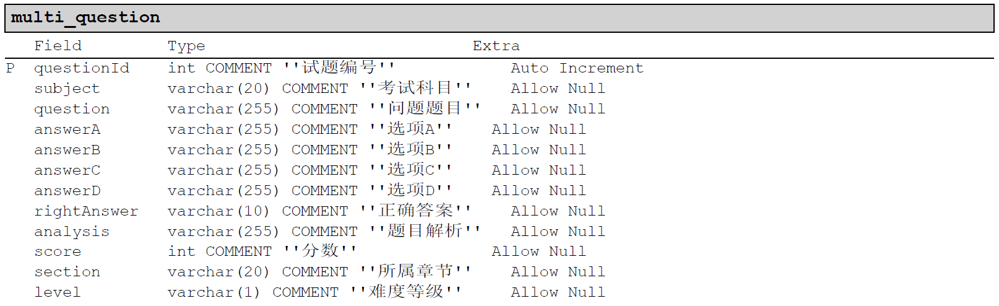 multi_question
Field Type Extra
P questionId int COMMENT ''试题编号'' Auto Increment
subject varchar(20) COMMENT ''考试科目'' Allow Null
question varchar(255) COMMENT ''问题题目'' Allow Null
answerA varchar(255) COMMENT ''选项A'' Allow Null
answerB varchar(255) COMMENT ''选项B'' Allow Null
answerC varchar(255) COMMENT ''选项C'' Allow Null
answerD varchar(255) COMMENT ''选项D'' Allow Null
rightAnswer varchar(10) COMMENT ''正确答案'' Allow Null
analysis varchar(255) COMMENT ''题目解析'' Allow Null
score int COMMENT ''分数'' Allow Null
section varchar(20) COMMENT ''所属章节'' Allow Null
level varchar(1) COMMENT ''难度等级'' Allow Null